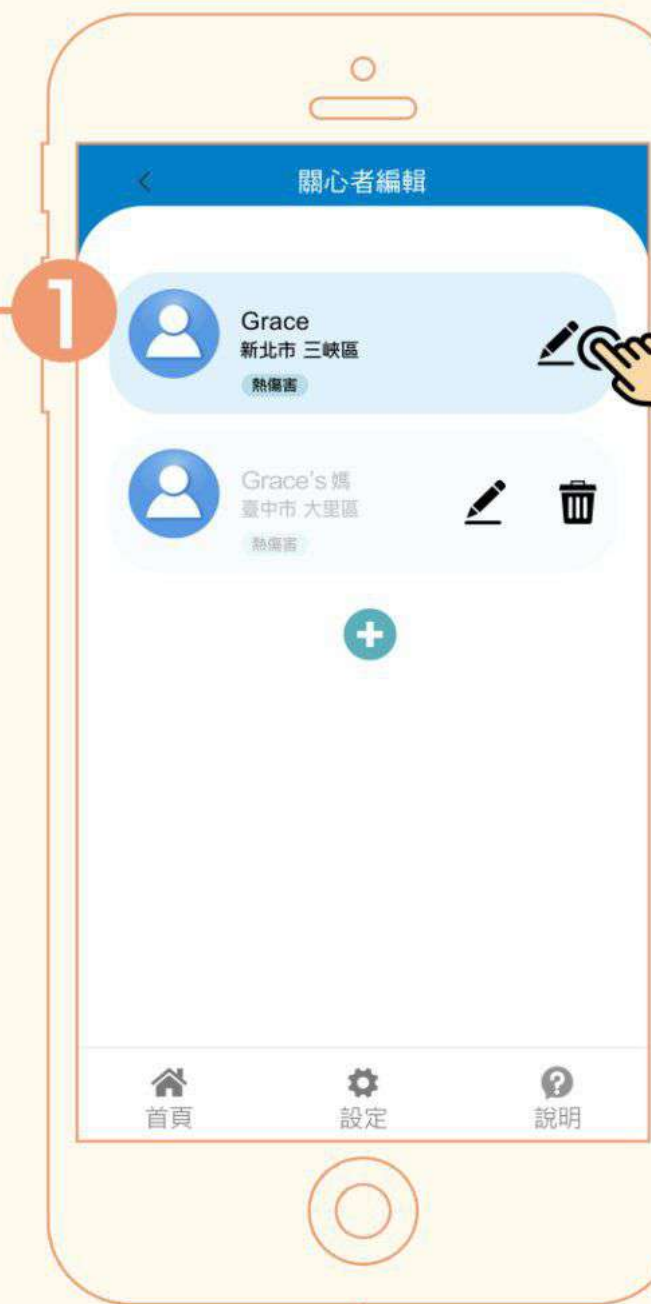 關心者編輯
1
Grace
新北市 三峽區
熱傷害
Grace's 媽
臺中市 大里區
熱傷害
首頁
設定
說明